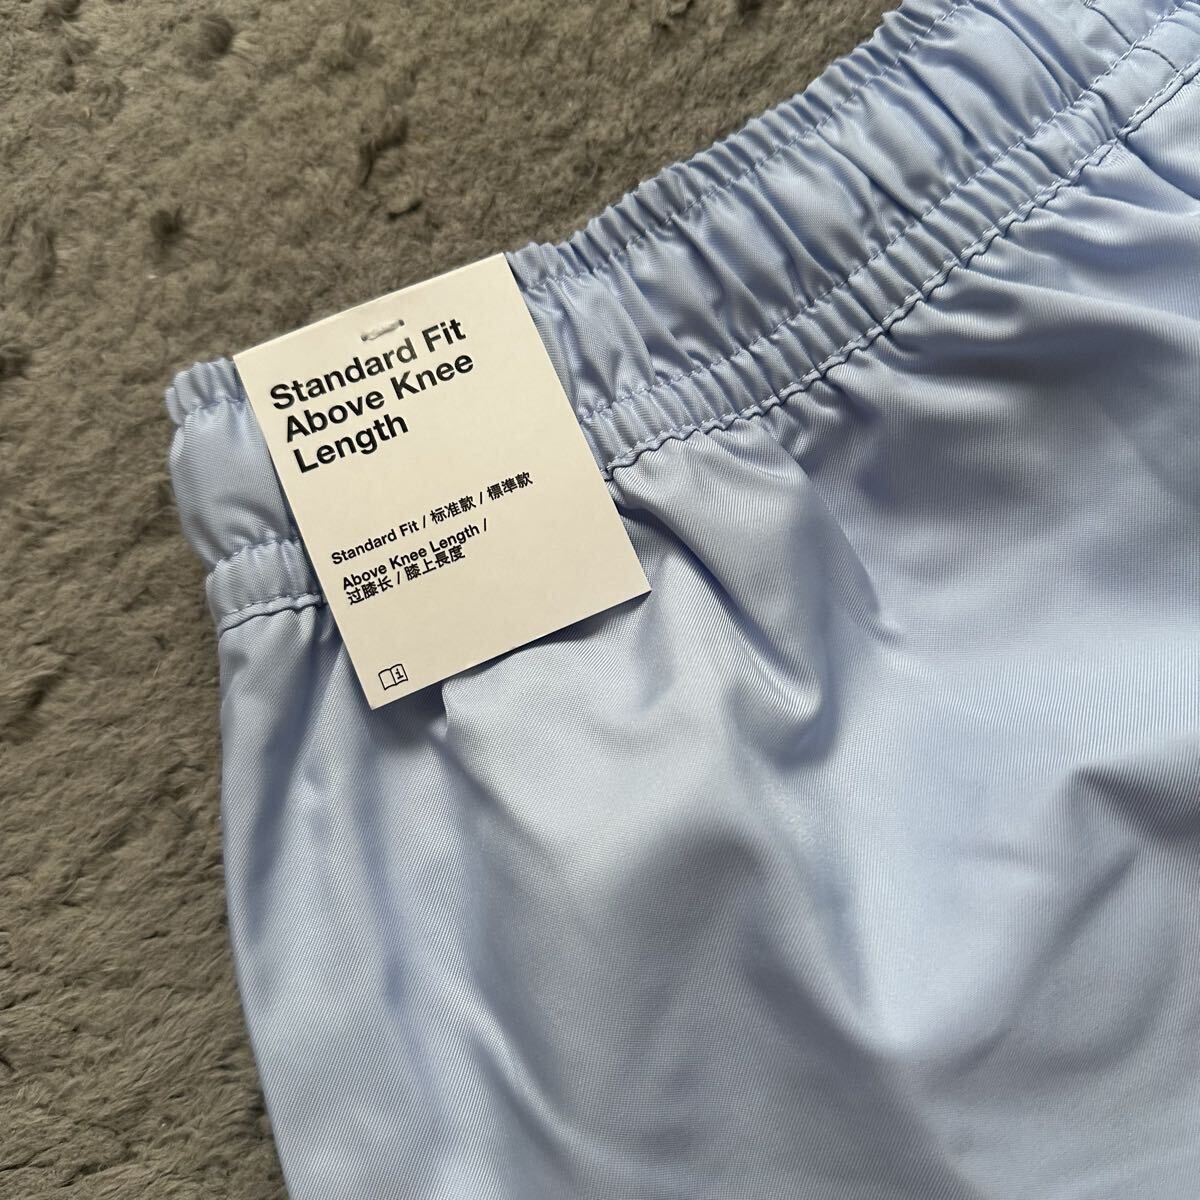 Standard Fit
Above Knee
Length
Standard Fit / 标准款 / 標準款
Above Knee Length /
过膝长 / 膝上長度
i